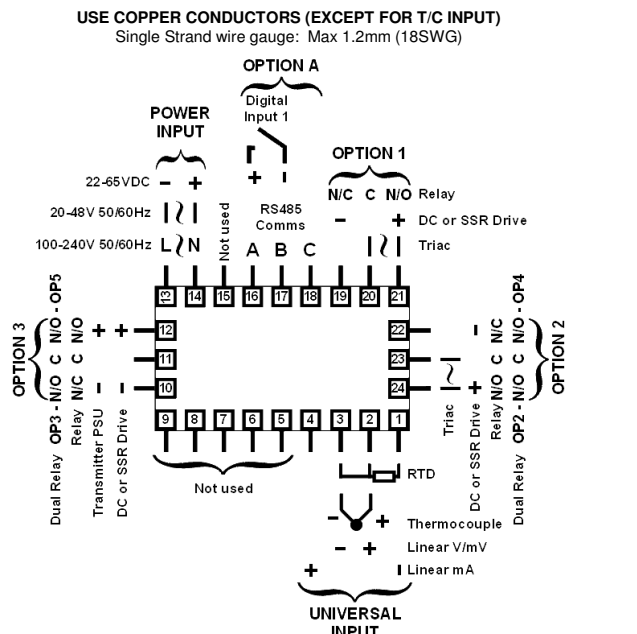 USE COPPER CONDUCTORS (EXCEPT FOR T/C INPUT)
Single Strand wire gauge: Max 1.2mm (18SWG)
OPTION A
Digital
Input 1
POWER
INPUT
OPTION 1
22-65VDC − +
+ −
N/C C N/O Relay
20-48V 50/60Hz
Not used
RS485
Comms
− + DC or SSR Drive
100-240V 50/60Hz L N
A B C
Triac
13 14 15 16 17 18 19 20 21
12
11
10
22
23
24
9 8 7 6 5 4 3 2 1
OPTION 3
Dual Relay OP3 - N/O C N/O - OP5
Relay N/C C N/O
Transmitter PSU − +
DC or SSR Drive − +
Triac
DC or SSR Drive + −
Relay N/O C N/C
Dual Relay OP2 - N/O C N/O - OP4
OPTION 2
Not used
RTD
− + Thermocouple
− + Linear V/mV
+ − Linear mA
UNIVERSAL
INPUT